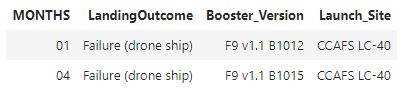 MONTHS LandingOutcome Booster_Version Launch_Site
01 Failure (drone ship) F9 v1.1 B1012 CCAFS LC-40
04 Failure (drone ship) F9 v1.1 B1015 CCAFS LC-40